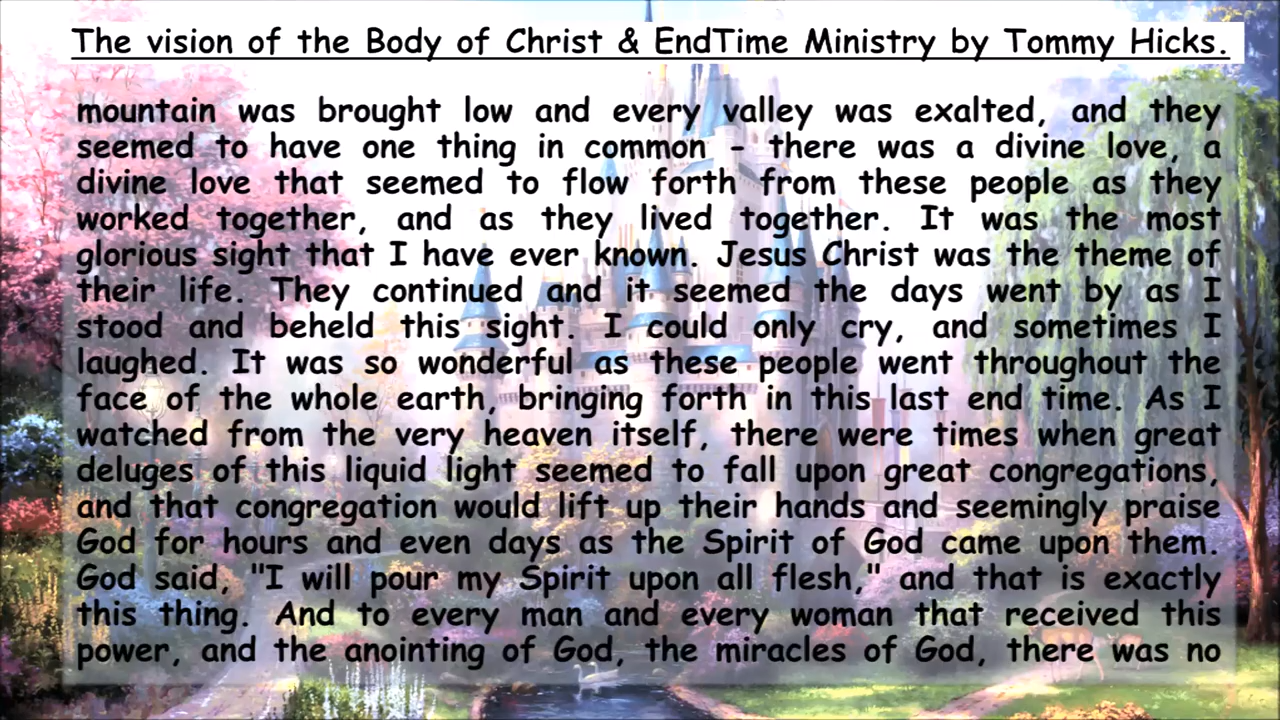 The vision of the Body of Christ & EndTime Ministry by Tommy Hicks.
mountain was brought low and every valley was exalted, and they
seemed to have one thing in common - there was a divine love, a
divine love that seemed to flow forth from these people as they
worked together, and as they lived together. It was the most
glorious sight that I have ever known. Jesus Christ was the theme of
their life. They continued and it seemed the days went by as I
stood and beheld this sight. I could only cry, and sometimes I
laughed. It was so wonderful as these people went throughout the
face of the whole earth, bringing forth in this last end time. As I
watched from the very heaven itself, there were times when great
deluges of this liquid light seemed to fall upon great congregations,
and that congregation would lift up their hands and seemingly praise
God for hours and even days as the Spirit of God came upon them.
God said, "I will pour my Spirit upon all flesh," and that is exactly
this thing. And to every man and every woman that received this
power, and the anointing of God, the miracles of God, there was no